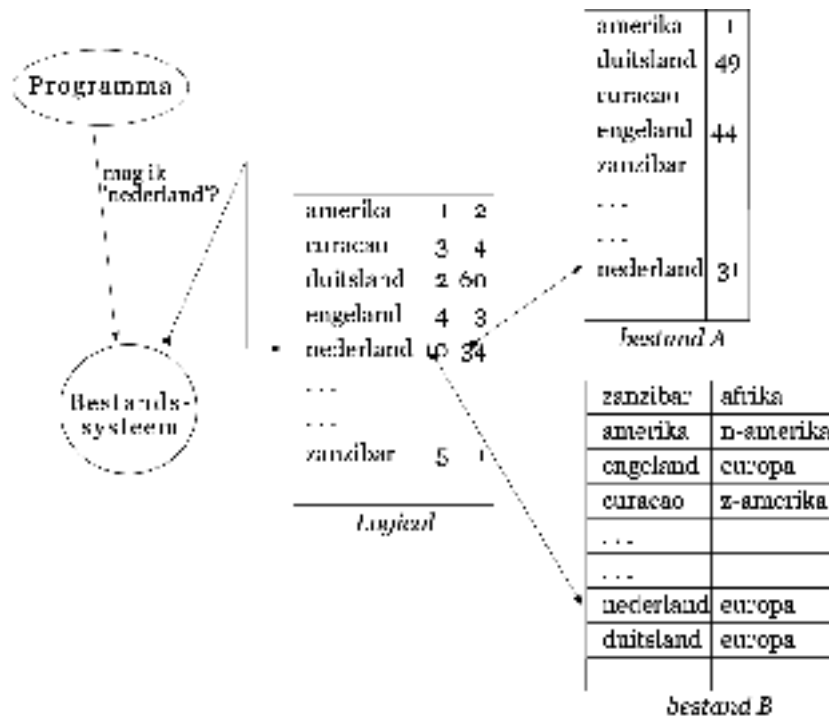 Programma
mag ik
"nederland"?
Bestands-
systeem
amerika 1 2
curacao 3 4
duitsland 2 60
engeland 4 3
nederland 34
. . .
. . .
zanzibar 5 1
Logical
amerika 1
duitsland 49
curacao
engeland 44
zanzibar
. . .
. . .
nederland 31
bestand A
zanzibar afrika
amerika n-amerika
engeland europa
curacao z-amerika
. . .
. . .
nederland europa
duitsland europa
bestand B